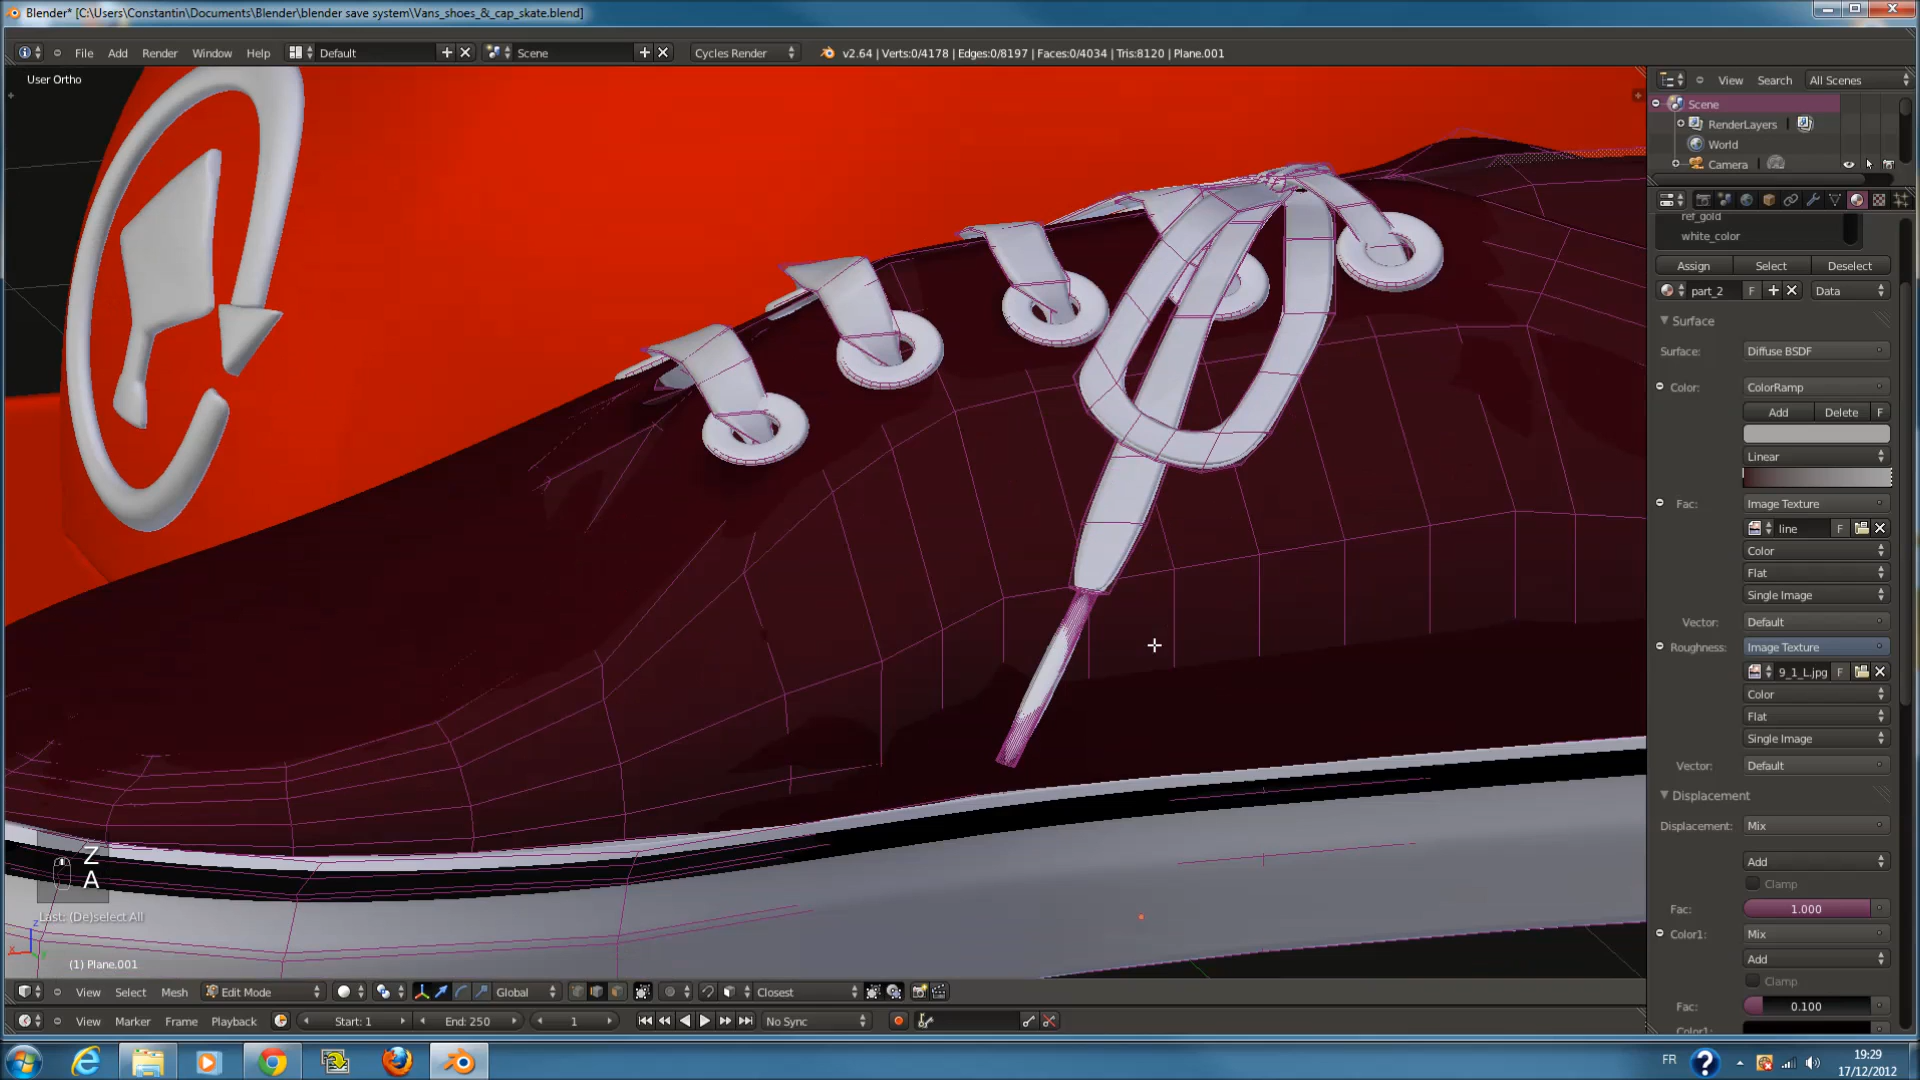 Blender* [C:\Users\Constantin\Documents\Blender\blender save system\Vans_shoes_&_cap_skate.blend]
File Add Render Window Help Default Scene Cycles Render v2.64 | Verts:0/4178 | Edges:0/8197 | Faces:0/4034 | Tris:8120 | Plane.001
User Ortho
View Search All Scenes
Scene
RenderLayers
World
Camera
ref_gold
white_color
Assign Select Deselect
part_2 F Data
Surface
Surface: Diffuse BSDF
Color: ColorRamp
Add Delete F
Linear
Fac: Image Texture
line F
Color
Flat
Single Image
Vector: Default
Roughness: Image Texture
9_1_L.jpg F
Color
Flat
Single Image
Vector: Default
Displacement
Displacement: Mix
Add
Clamp
Fac: 1.000
Color1: Mix
Add
Clamp
Fac: 0.100
Color1:
Z
A
Last: (De)select All
z
x
y
(1) Plane.001
View Select Mesh Edit Mode Global Closest
View Marker Frame Playback Start: 1 End: 250 1 No Sync
FR
19:29
17/12/2012